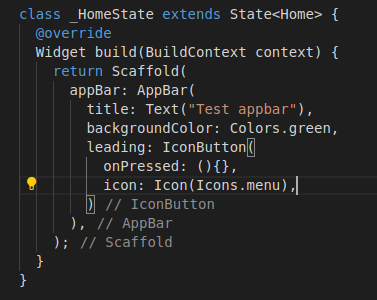 class _HomeState extends State<Home> {
  @override
  Widget build(BuildContext context) {
    return Scaffold(
      appBar: AppBar(
        title: Text("Test appbar"),
        backgroundColor: Colors.green,
        leading: IconButton(
          onPressed: (){},
          icon: Icon(Icons.menu),
        ) // IconButton
      ), // AppBar
    ); // Scaffold
  }
}